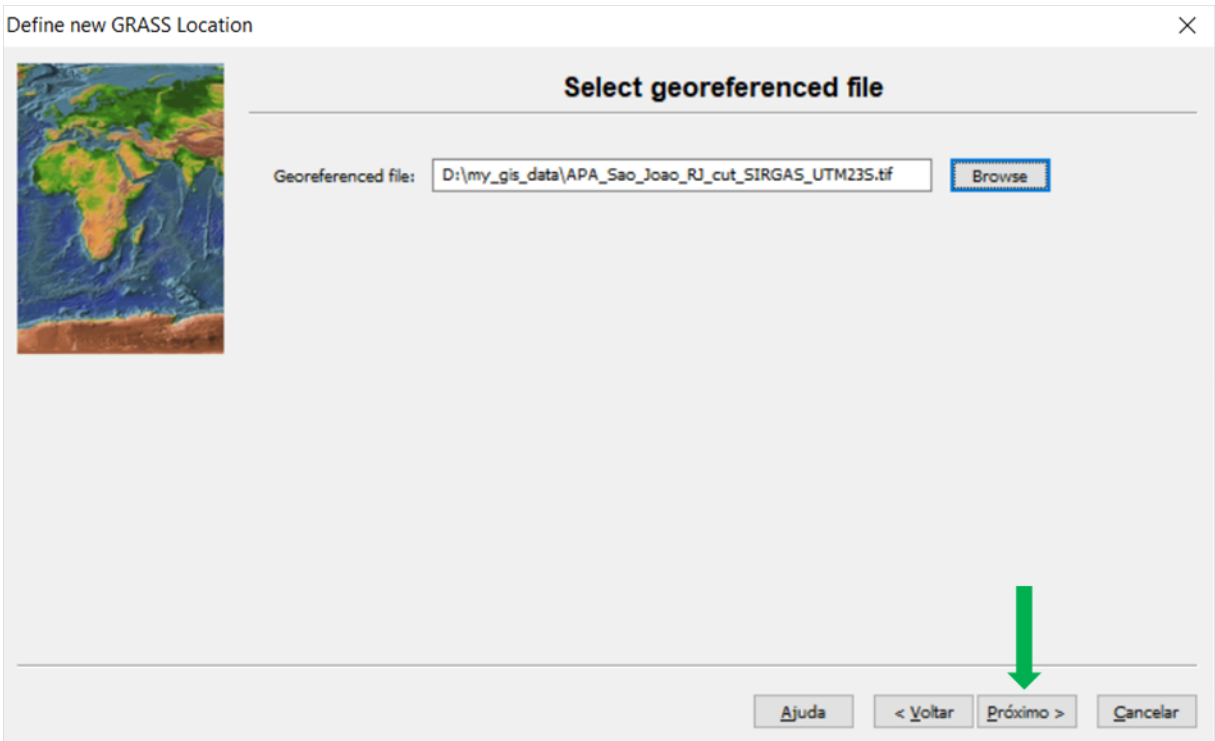 Define new GRASS Location
Select georeferenced file
Georeferenced file: D:\my_gis_data\APA_Sao_Joao_RJ_cut_SIRGAS_UTM23S.tif Browse
Ajuda < Voltar Próximo > Cancelar